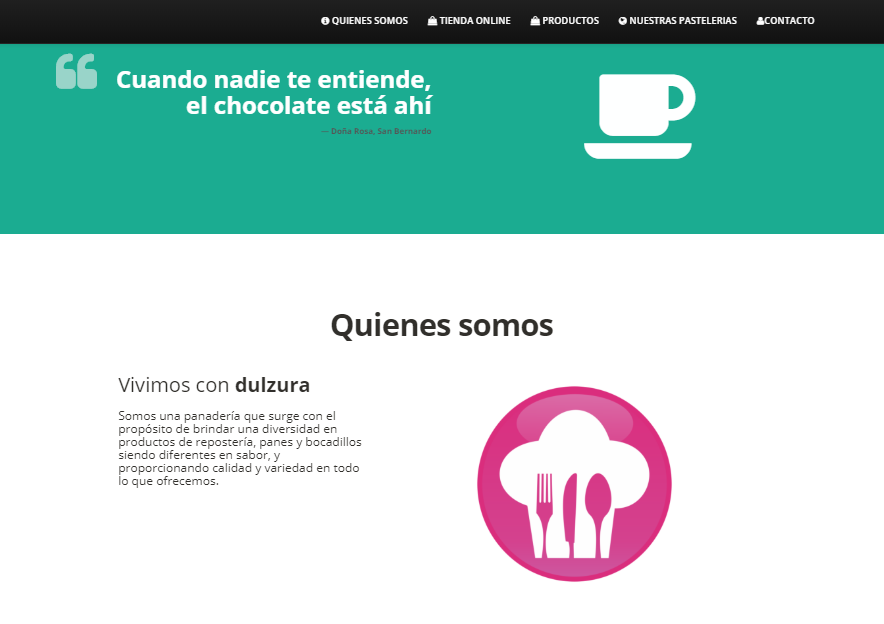 QUIENES SOMOS TIENDA ONLINE PRODUCTOS NUESTRAS PASTELERIAS CONTACTO
Cuando nadie te entiende,
el chocolate está ahí
— Doña Rosa, San Bernardo
Quienes somos
Vivimos con dulzura
Somos una panadería que surge con el
propósito de brindar una diversidad en
productos de repostería, panes y bocadillos
siendo diferentes en sabor, y
proporcionando calidad y variedad en todo
lo que ofrecemos.